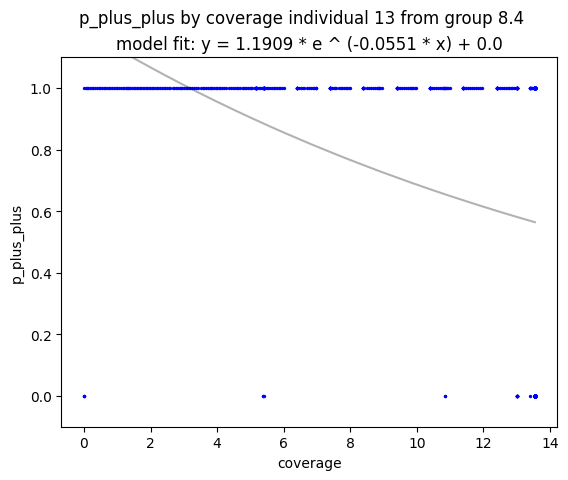 p_plus_plus by coverage individual 13 from group 8.4
model fit: y = 1.1909 * e ^ (-0.0551 * x) + 0.0
1.0
0.8
0.6
0.4
0.2
0.0
p_plus_plus
0 2 4 6 8 10 12 14
coverage